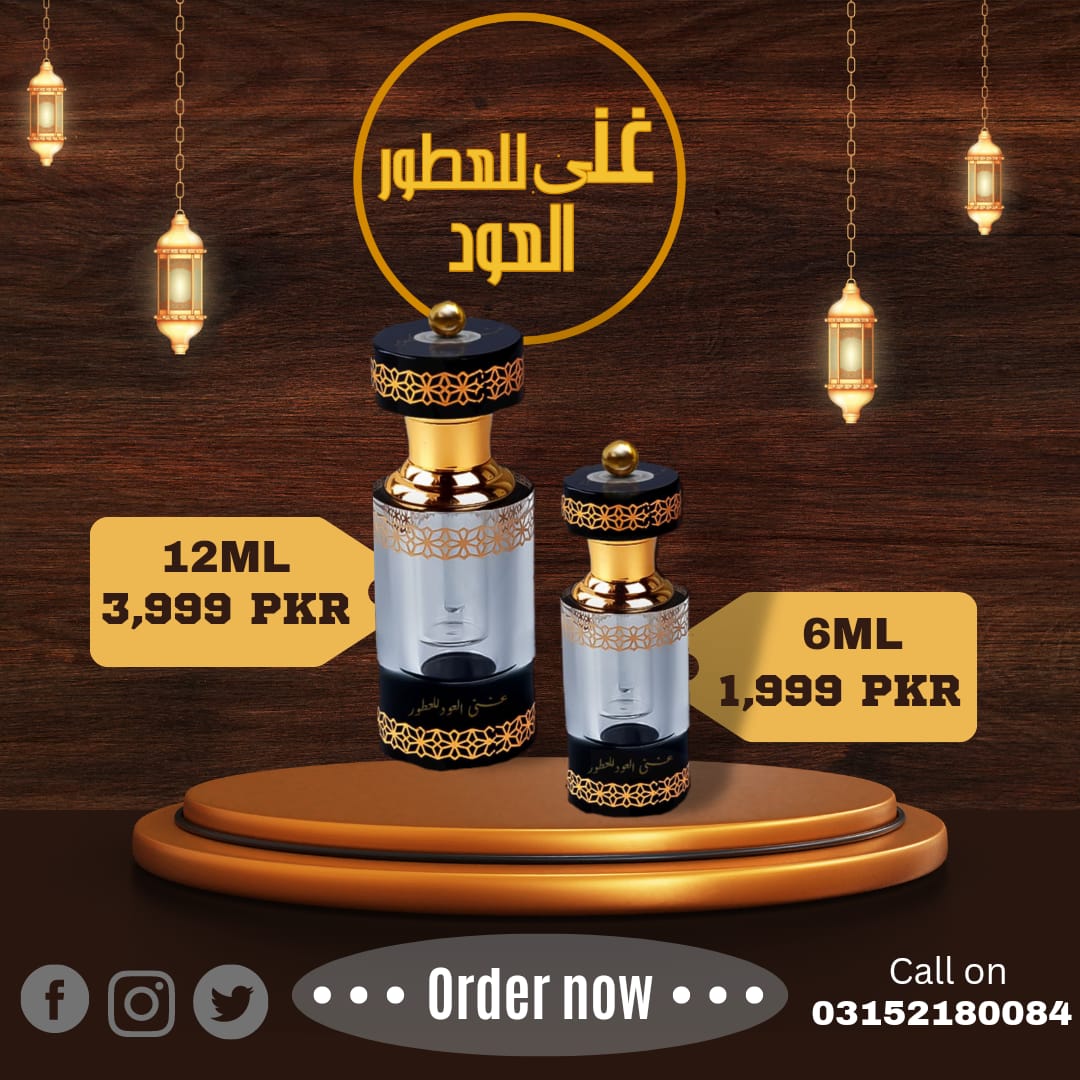 غنى للعطور
العود
12ML
3,999 PKR
غنى العود للعطور
6ML
1,999 PKR
غنى العود للعطور
Order now
Call on
03152180084